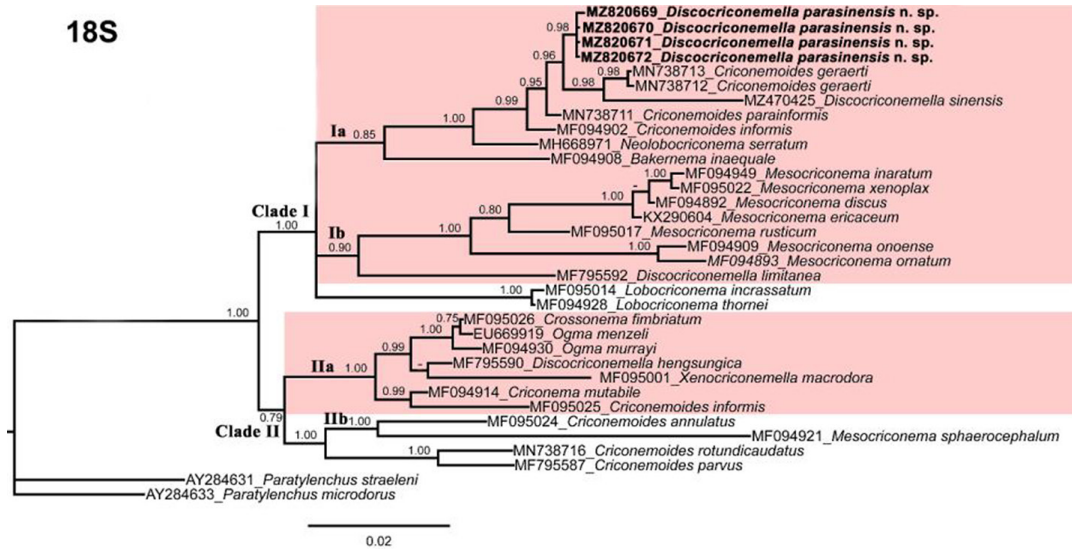 18S
0.98
MZ820669_Discocriconemella parasinensis n. sp.
MZ820670_Discocriconemella parasinensis n. sp.
MZ820671_Discocriconemella parasinensis n. sp.
MZ820672_Discocriconemella parasinensis n. sp.
0.96
0.98
MN738713_Criconemoides geraerti
0.98
MN738712_Criconemoides geraerti
0.95
MZ470425_Discocriconemella sinensis
0.99
MN738711_Criconemoides parainformis
1.00
MF094902_Criconemoides informis
Ia
0.85
MH668971_Neolobocriconema serratum
MF094908_Bakernema inaequale
1.00
MF094949_Mesocriconema inaratum
-
MF095022_Mesocriconema xenoplax
1.00
MF094892_Mesocriconema discus
Clade I
0.80
KX290604_Mesocriconema ericaceum
1.00
Ib
1.00
MF095017_Mesocriconema rusticum
0.90
1.00
MF094909_Mesocriconema onoense
MF094893_Mesocriconema ornatum
MF795592_Discocriconemella limitanea
1.00
MF095014_Lobocriconema incrassatum
MF094928_Lobocriconema thornei
1.00
0.75
MF095026_Crossonema fimbriatum
1.00
EU669919_Ogma menzeli
0.99
MF094930_Ogma murrayi
IIa
1.00
-
MF795590_Discocriconemella hengsungica
MF095001_Xenocriconemella macrodora
0.99
MF094914_Criconema mutabile
MF095025_Criconemoides informis
0.79
Clade II
IIb
1.00
MF095024_Criconemoides annulatus
1.00
MF094921_Mesocriconema sphaerocephalum
1.00
MN738716_Criconemoides rotundicaudatus
MF795587_Criconemoides parvus
AY284631_Paratylenchus straeleni
AY284633_Paratylenchus microdorus
0.02